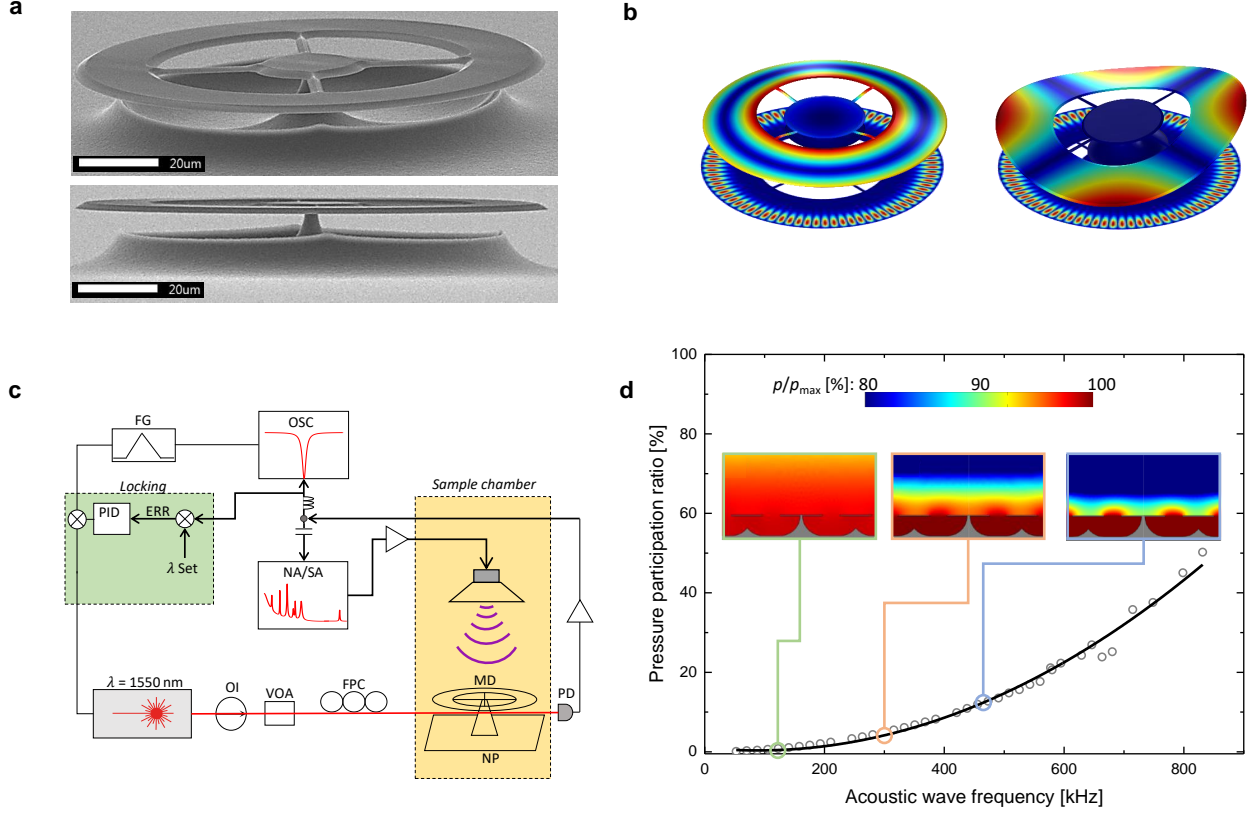 a
20um
20um
b
c
FG
OSC
Locking
Sample chamber
PID
ERR
λ Set
NA/SA
λ = 1550 nm
OI
VOA
FPC
MD
PD
NP
d
p/pmax [%]: 80 90 100
Pressure participation ratio [%]
100
80
60
40
20
0
0 200 400 600 800
Acoustic wave frequency [kHz]